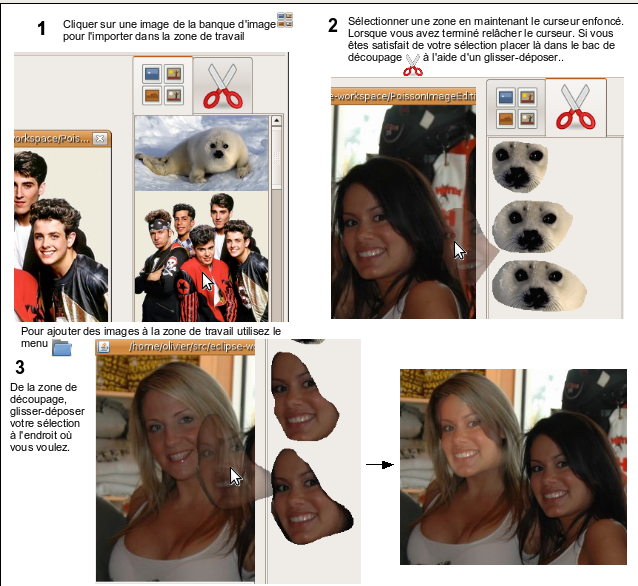 1
Cliquer sur une image de la banque d'image
pour l'importer dans la zone de travail
orkspace/Pois...
Pour ajouter des images à la zone de travail utilisez le
menu
2
Sélectionner une zone en maintenant le curseur enfoncé.
Lorsque vous avez terminé relâcher le curseur. Si vous
êtes satisfait de votre sélection placer là dans le bac de
découpage à l'aide d'un glisser-déposer..
e-workspace/PoissonImageEditi
3
De la zone de
découpage,
glisser-déposer
votre sélection
à l'endroit où
vous voulez.
/home/olivier/src/eclipse-w